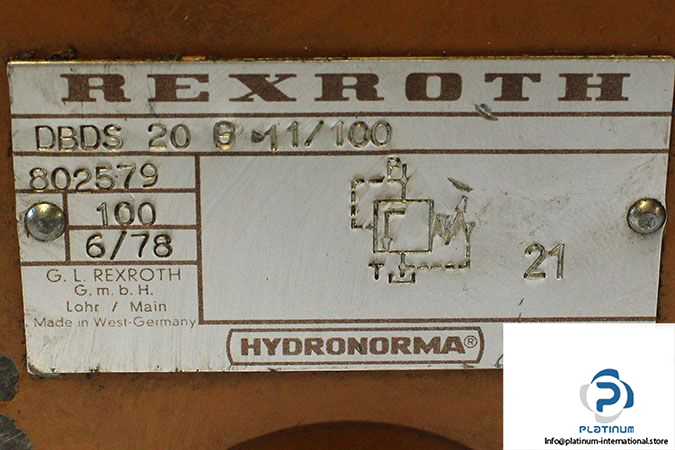 REXROTH
DBDS 20 G 11/100
802579
100
6/78
P
T
21
G. L. REXROTH
G. m. b. H.
Lohr / Main
Made in West-Germany
HYDRONORMA®
PLATINUM
Info@platinum-international.store